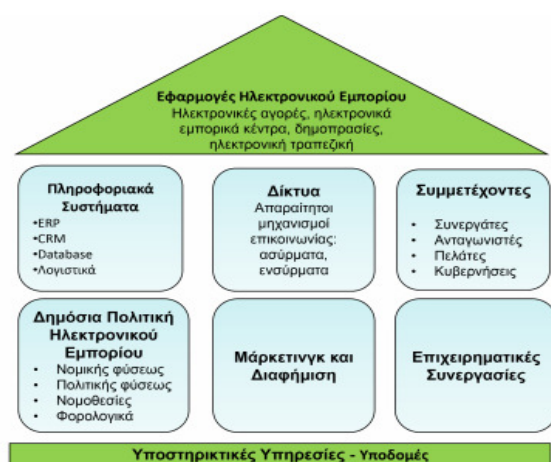 Εφαρμογές Ηλεκτρονικού Εμπορίου
Ηλεκτρονικές αγορές, ηλεκτρονικά
εμπορικά κέντρα, δημοπρασίες,
ηλεκτρονική τραπεζική
Πληροφοριακά
Συστήματα
•ERP
•CRM
•Database
•Λογιστικά
Δίκτυα
Απαραίτητοι
μηχανισμοί
επικοινωνίας:
ασύρματα,
ενσύρματα
Συμμετέχοντες
• Συνεργάτες
• Ανταγωνιστές
• Πελάτες
• Κυβερνήσεις
Δημόσια Πολιτική
Ηλεκτρονικού
Εμπορίου
• Νομικής φύσεως
• Πολιτικής φύσεως
• Νομοθεσίες
• Φορολογικά
Μάρκετινγκ και
Διαφήμιση
Επιχειρηματικές
Συνεργασίες
Υποστηρικτικές Υπηρεσίες - Υποδομές